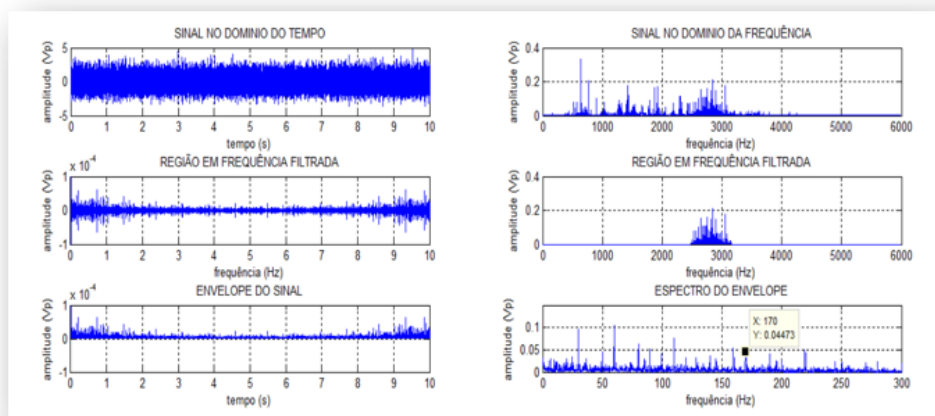 SINAL NO DOMINIO DO TEMPO
amplitude (Vp)
5
0
-5
0 1 2 3 4 5 6 7 8 9 10
tempo (s)
SINAL NO DOMINIO DA FREQUÊNCIA
amplitude (Vp)
0.4
0.2
0
0 1000 2000 3000 4000 5000 6000
frequência (Hz)
REGIÃO EM FREQUÊNCIA FILTRADA
x 10⁻⁴
amplitude (Vp)
1
0
-1
0 1 2 3 4 5 6 7 8 9 10
frequência (Hz)
REGIÃO EM FREQUÊNCIA FILTRADA
amplitude (Vp)
0.4
0.2
0
0 1000 2000 3000 4000 5000 6000
frequência (Hz)
ENVELOPE DO SINAL
x 10⁻⁴
amplitude (Vp)
1
0
-1
0 1 2 3 4 5 6 7 8 9 10
tempo (s)
ESPECTRO DO ENVELOPE
amplitude (Vp)
0.1
0.05
0
X: 170
Y: 0.04473
0 50 100 150 200 250 300
frequência (Hz)